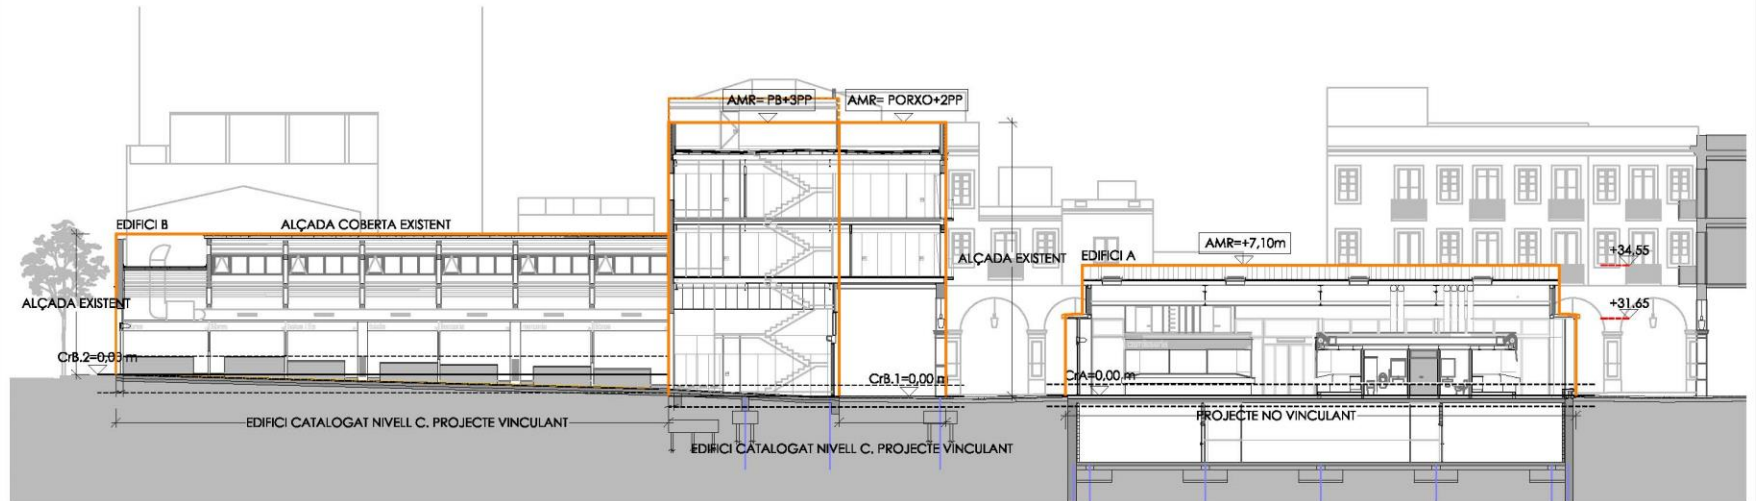 AMR= PB+3PP
AMR= PORXO+2PP
EDIFICI B
ALÇADA COBERTA EXISTENT
AMR=+7,10m
+34,55
ALÇADA EXISTENT
EDIFICI A
ALÇADA EXISTENT
+31.65
CrB.2=0,03 m
CrB.1=0,00 m
CrA=0.00 m
EDIFICI CATALOGAT NIVELL C. PROJECTE VINCULANT
PROJECTE NO VINCULANT
EDIFICI CATALOGAT NIVELL C. PROJECTE VINCULANT